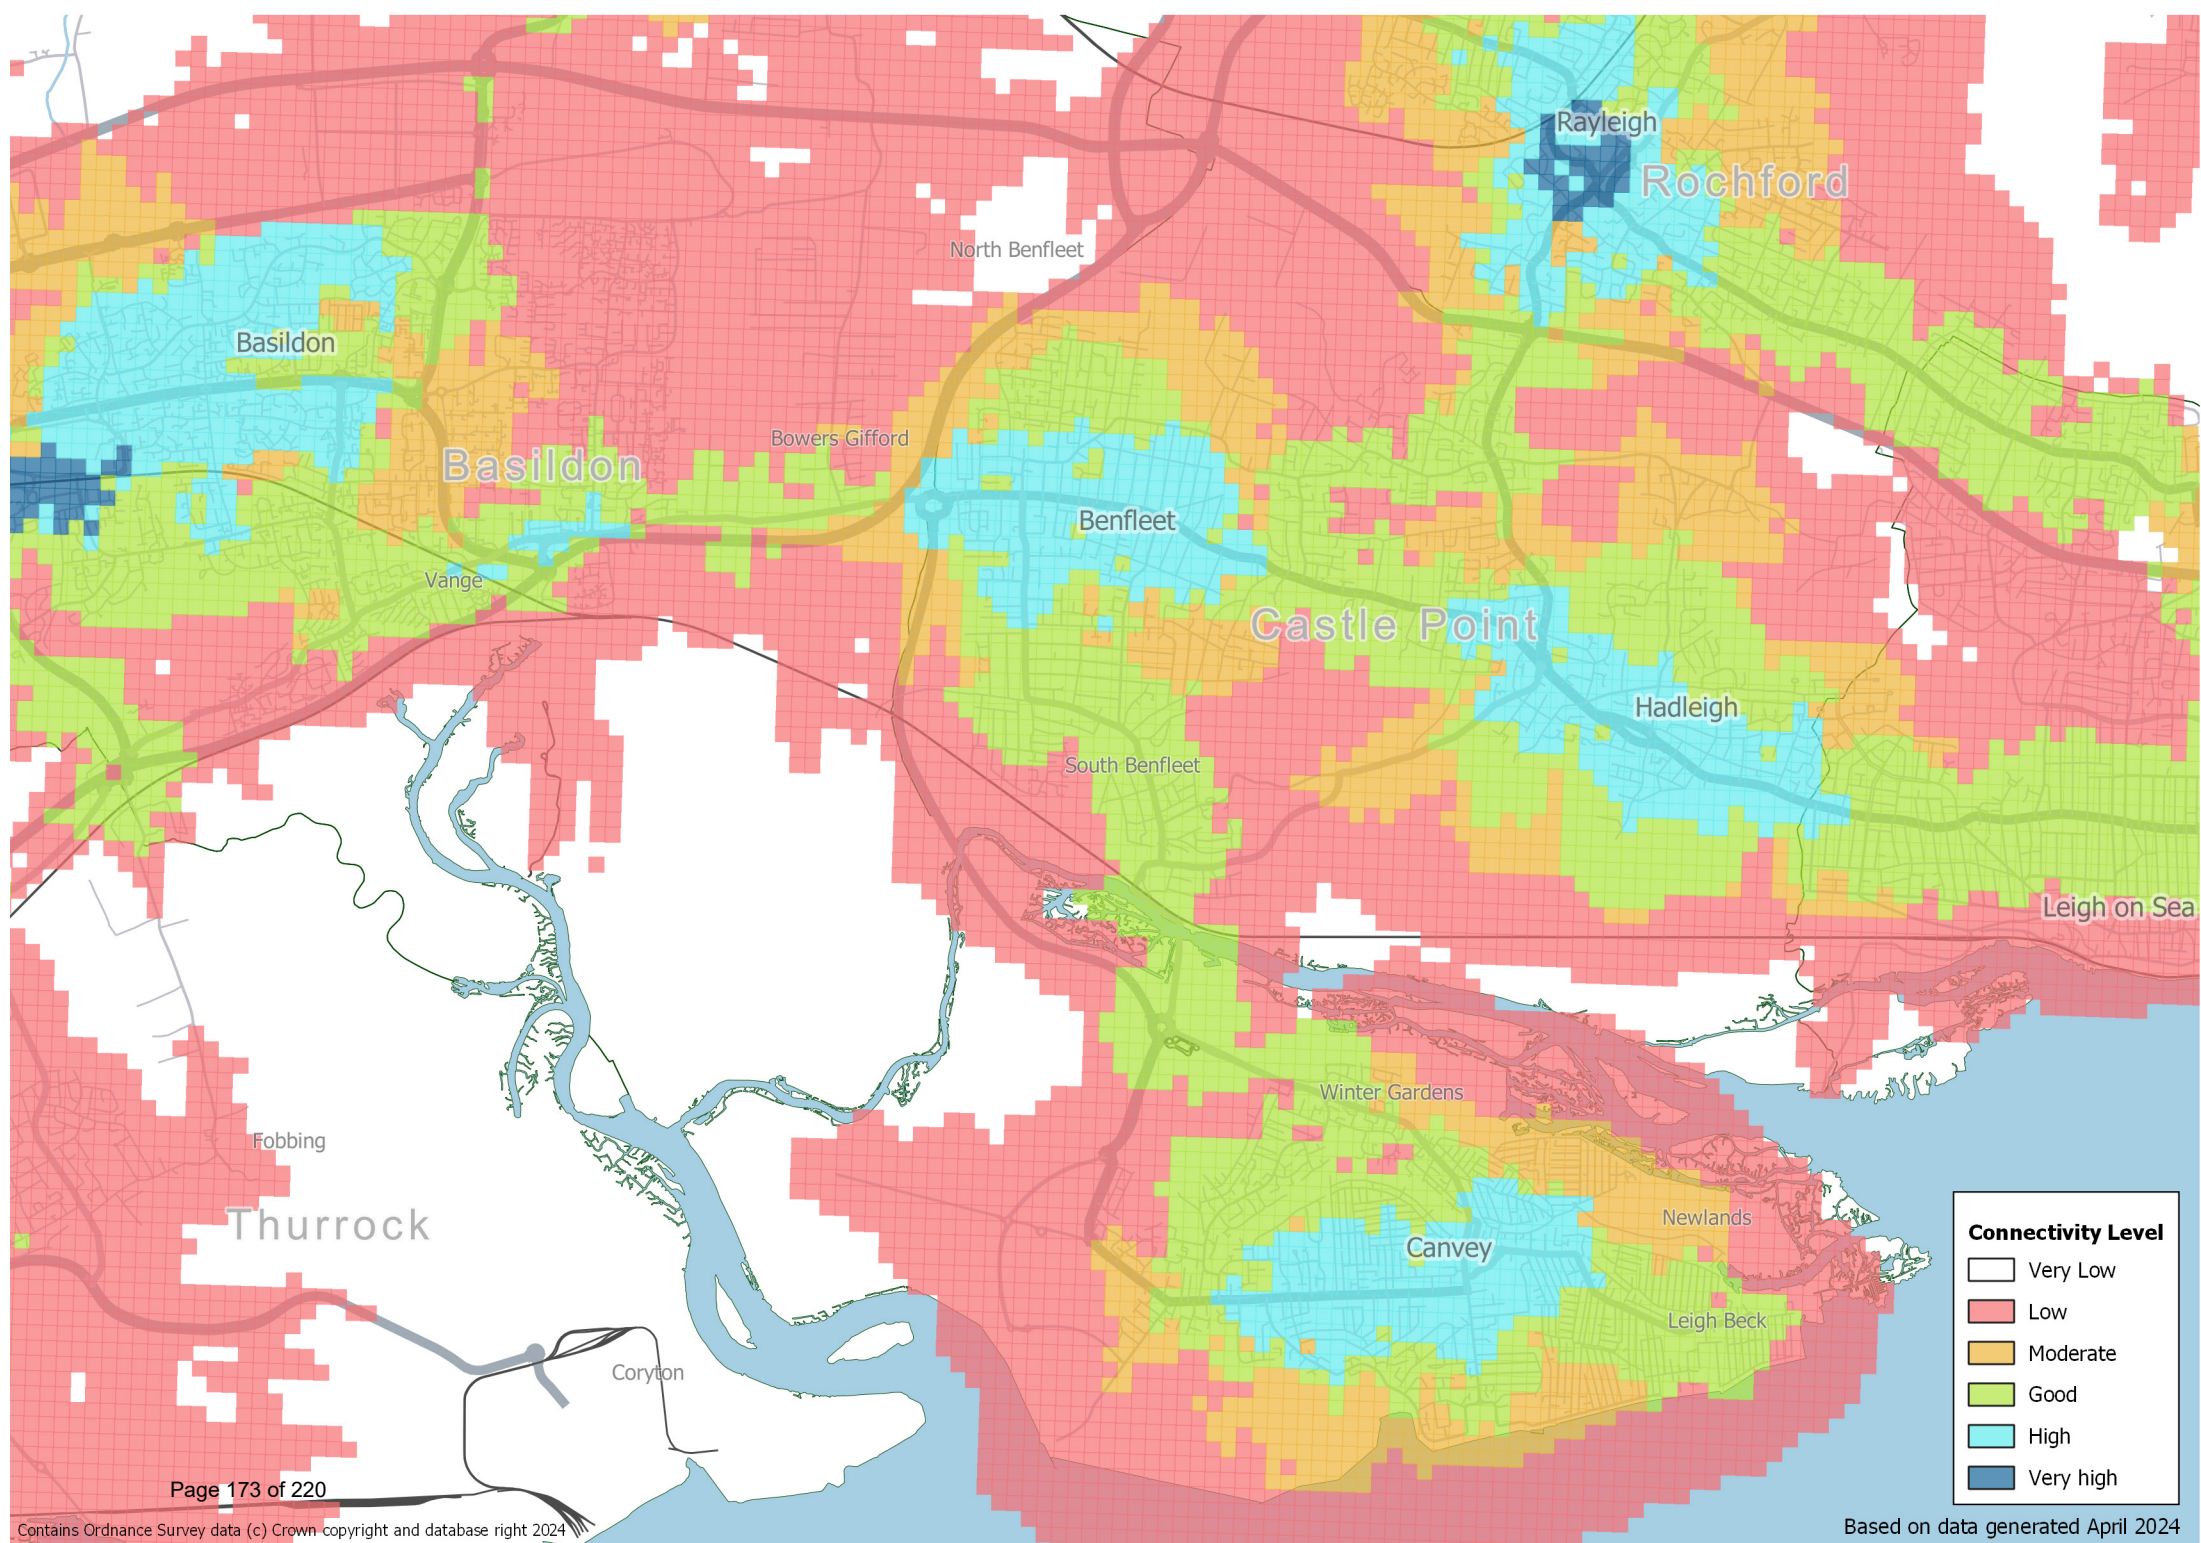 Rayleigh
Rochford
North Benfleet
Basildon
Bowers Gifford
Basildon
Benfleet
Vange
Castle Point
Hadleigh
South Benfleet
Leigh on Sea
Winter Gardens
Fobbing
Thurrock
Newlands
Canvey
Leigh Beck
Coryton
Connectivity Level
Very Low
Low
Moderate
Good
High
Very high
Page 173 of 220
Contains Ordnance Survey data (c) Crown copyright and database right 2024
Based on data generated April 2024